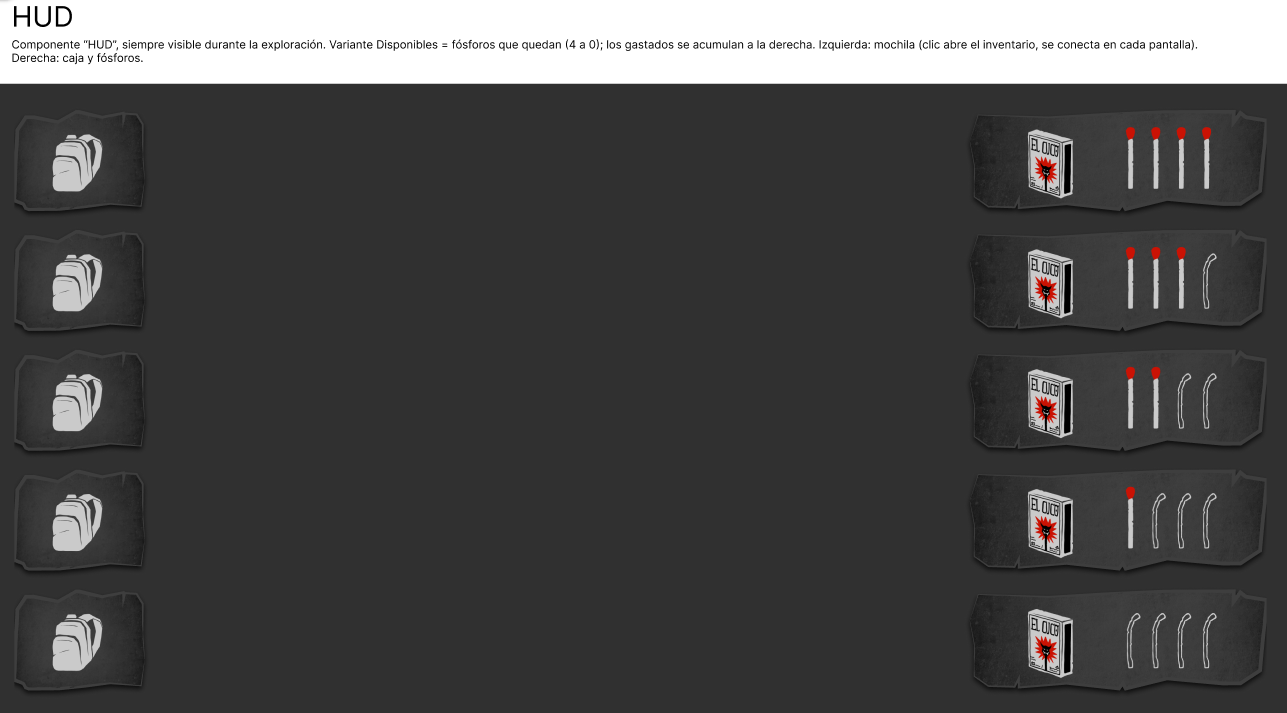 HUD
Componente “HUD”, siempre visible durante la exploración. Variante Disponibles = fósforos que quedan (4 a 0); los gastados se acumulan a la derecha. Izquierda: mochila (clic abre el inventario, se conecta en cada pantalla).
Derecha: caja y fósforos.